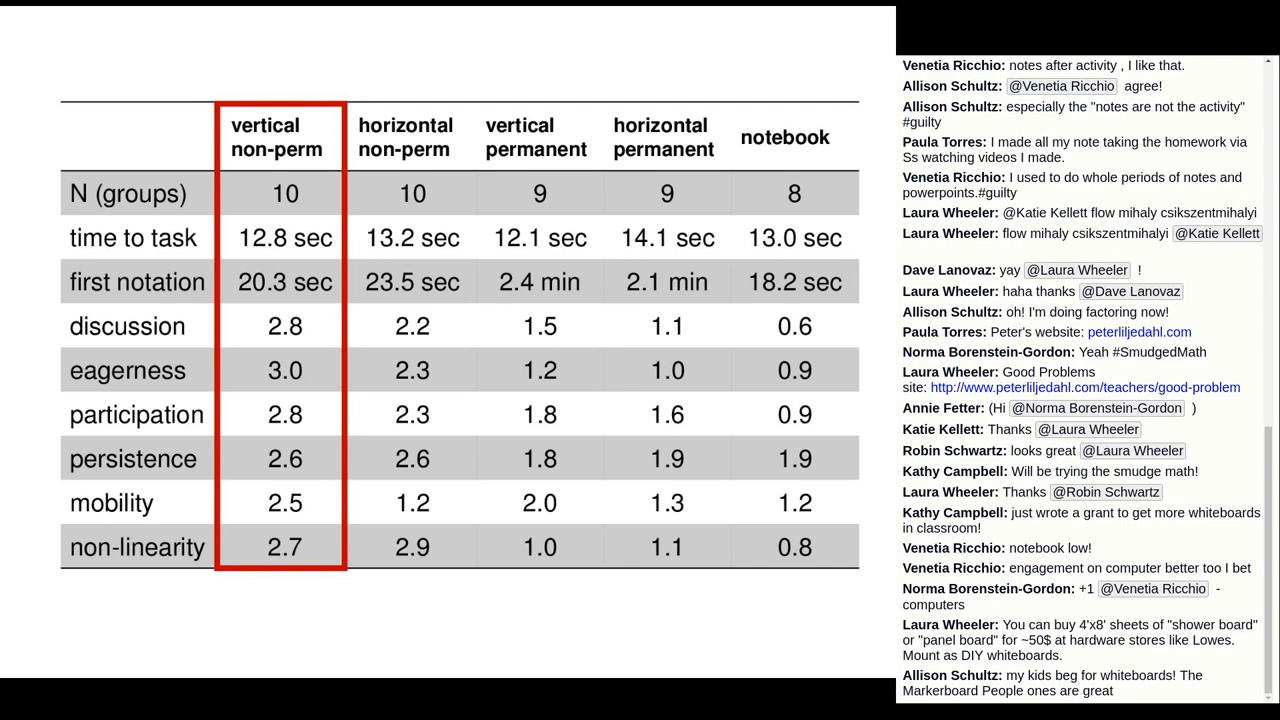 vertical non-perm horizontal non-perm vertical permanent horizontal permanent notebook
N (groups) 10 10 9 9 8
time to task 12.8 sec 13.2 sec 12.1 sec 14.1 sec 13.0 sec
first notation 20.3 sec 23.5 sec 2.4 min 2.1 min 18.2 sec
discussion 2.8 2.2 1.5 1.1 0.6
eagerness 3.0 2.3 1.2 1.0 0.9
participation 2.8 2.3 1.8 1.6 0.9
persistence 2.6 2.6 1.8 1.9 1.9
mobility 2.5 1.2 2.0 1.3 1.2
non-linearity 2.7 2.9 1.0 1.1 0.8
Venetia Ricchio: notes after activity , I like that.
Allison Schultz: @Venetia Ricchio agree!
Allison Schultz: especially the "notes are not the activity"
#guilty
Paula Torres: I made all my note taking the homework via
Ss watching videos I made.
Venetia Ricchio: I used to do whole periods of notes and
powerpoints.#guilty
Laura Wheeler: @Katie Kellett flow mihaly csikszentmihalyi
Laura Wheeler: flow mihaly csikszentmihalyi @Katie Kellett
Dave Lanovaz: yay @Laura Wheeler !
Laura Wheeler: haha thanks @Dave Lanovaz
Allison Schultz: oh! I'm doing factoring now!
Paula Torres: Peter's website: peterliljedahl.com
Norma Borenstein-Gordon: Yeah #SmudgedMath
Laura Wheeler: Good Problems
site: http://www.peterliljedahl.com/teachers/good-problem
Annie Fetter: (Hi @Norma Borenstein-Gordon )
Katie Kellett: Thanks @Laura Wheeler
Robin Schwartz: looks great @Laura Wheeler
Kathy Campbell: Will be trying the smudge math!
Laura Wheeler: Thanks @Robin Schwartz
Kathy Campbell: just wrote a grant to get more whiteboards
in classroom!
Venetia Ricchio: notebook low!
Venetia Ricchio: engagement on computer better too I bet
Norma Borenstein-Gordon: +1 @Venetia Ricchio -
computers
Laura Wheeler: You can buy 4'x8' sheets of "shower board"
or "panel board" for ~50$ at hardware stores like Lowes.
Mount as DIY whiteboards.
Allison Schultz: my kids beg for whiteboards! The
Markerboard People ones are great